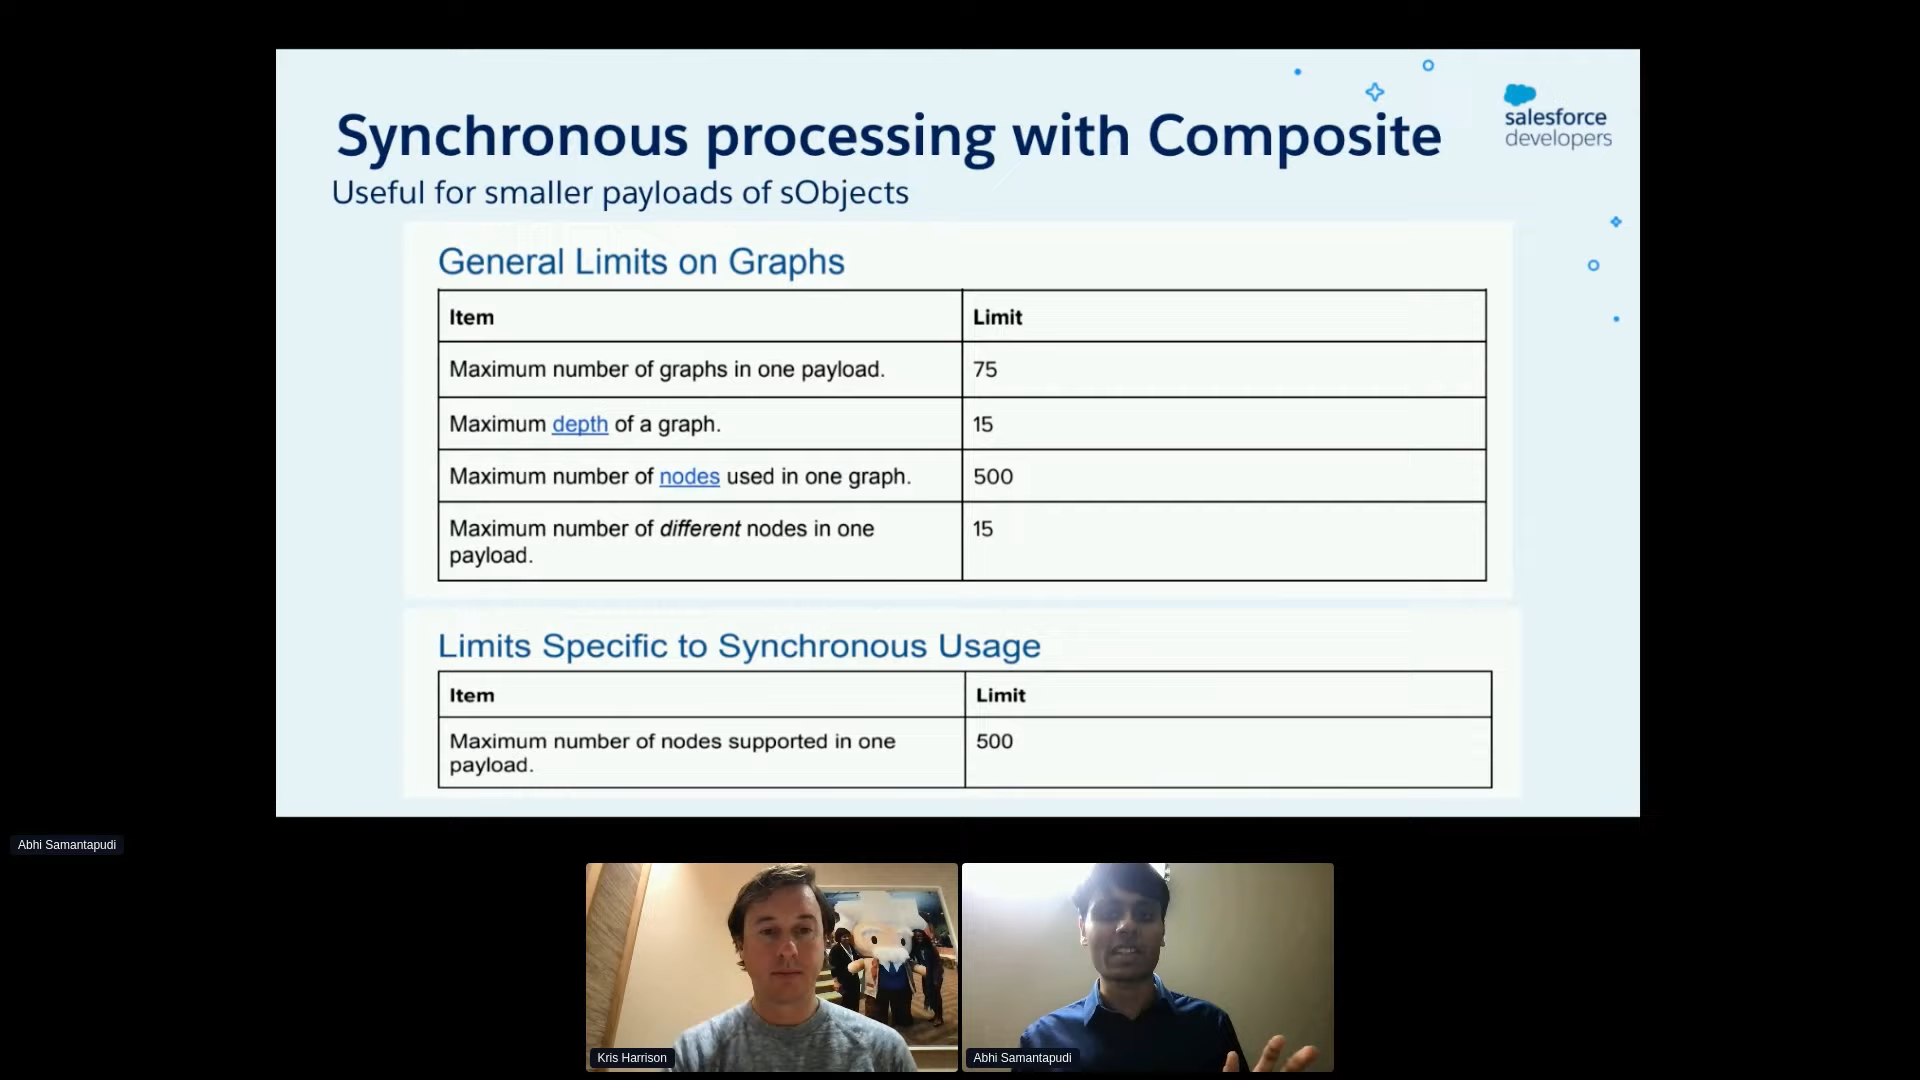 Synchronous processing with Composite
salesforce
developers
Useful for smaller payloads of sObjects
General Limits on Graphs
Item
Limit
Maximum number of graphs in one payload.
75
Maximum depth of a graph.
15
Maximum number of nodes used in one graph.
500
Maximum number of different nodes in one
payload.
15
Limits Specific to Synchronous Usage
Item
Limit
Maximum number of nodes supported in one
payload.
500
Abhi Samantapudi
Kris Harrison
Abhi Samantapudi